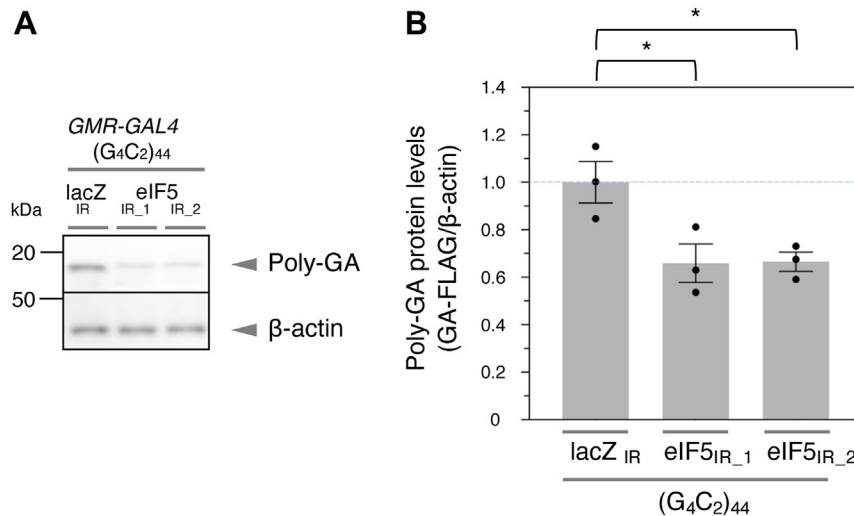 A
GMR-GAL4
(G4C2)44
lacZ eIF5
IR IR_1 IR_2
kDa
20
Poly-GA
50
β-actin
B
*
*
Poly-GA protein levels
(GA-FLAG/β-actin)
1.4
1.2
1.0
0.8
0.6
0.4
0.2
0
lacZ IR eIF5IR_1 eIF5IR_2
(G4C2)44